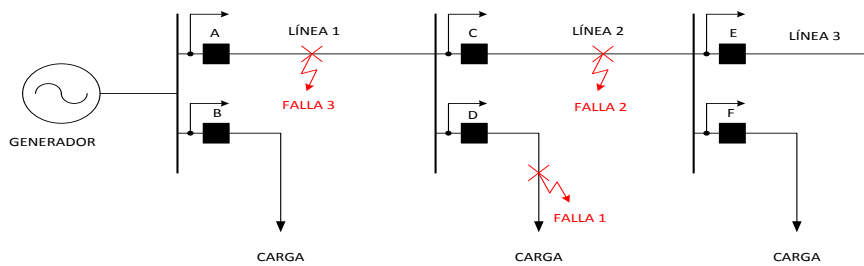 A
LÍNEA 1
C
LÍNEA 2
E
LÍNEA 3
FALLA 3
FALLA 2
B
D
F
GENERADOR
FALLA 1
CARGA
CARGA
CARGA